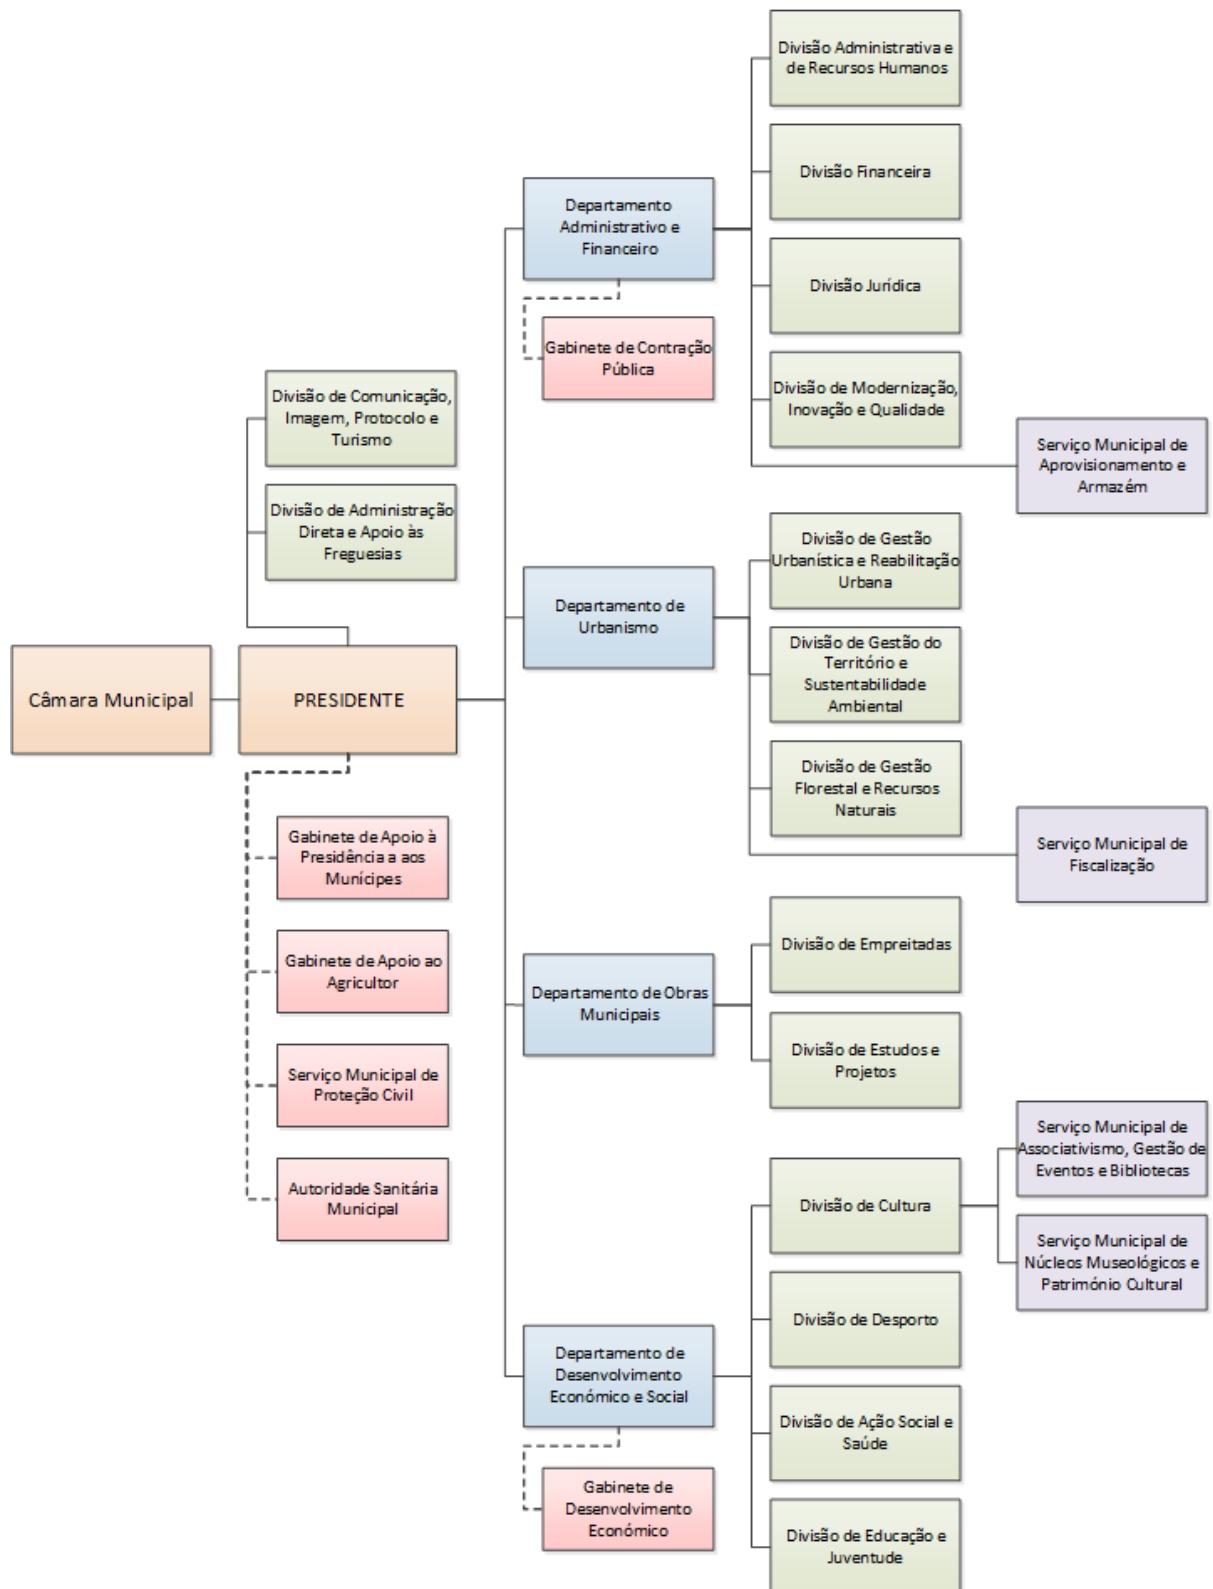 Câmara Municipal
PRESIDENTE
Divisão de Comunicação,
Imagem, Protocolo e
Turismo
Divisão de Administração
Direta e Apoio às
Freguesias
Gabinete de Apoio à
Presidência a aos
Munícipes
Gabinete de Apoio ao
Agricultor
Serviço Municipal de
Proteção Civil
Autoridade Sanitária
Municipal
Departamento
Administrativo e
Financeiro
Gabinete de Contração
Pública
Divisão Administrativa e
de Recursos Humanos
Divisão Financeira
Divisão Jurídica
Divisão de Modernização,
Inovação e Qualidade
Serviço Municipal de
Aprovisionamento e
Armazém
Departamento de
Urbanismo
Divisão de Gestão
Urbanística e Reabilitação
Urbana
Divisão de Gestão do
Território e
Sustentabilidade
Ambiental
Divisão de Gestão
Florestal e Recursos
Naturais
Serviço Municipal de
Fiscalização
Departamento de Obras
Municipais
Divisão de Empreitadas
Divisão de Estudos e
Projetos
Departamento de
Desenvolvimento
Económico e Social
Gabinete de
Desenvolvimento
Económico
Divisão de Cultura
Serviço Municipal de
Associativismo, Gestão de
Eventos e Bibliotecas
Serviço Municipal de
Núcleos Museológicos e
Património Cultural
Divisão de Desporto
Divisão de Ação Social e
Saúde
Divisão de Educação e
Juventude